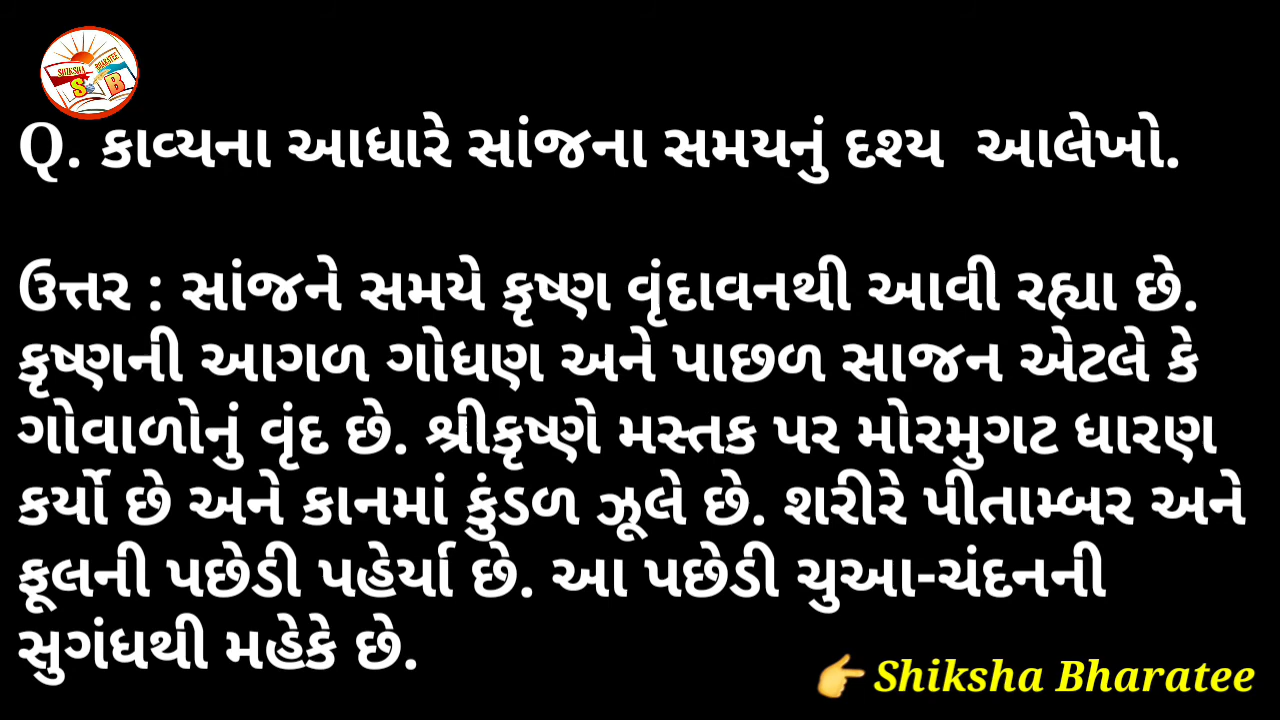 SHIKSHA BHARATEE
S B
Q. કાવ્યના આધારે સાંજના સમયનું દશ્ય આલેખો.
ઉત્તર : સાંજને સમયે કૃષ્ણ વૃંદાવનથી આવી રહ્યા છે.
કૃષ્ણની આગળ ગોધણ અને પાછળ સાજન એટલે કે
ગોવાળોનું વૃંદ છે. શ્રીકૃષ્ણે મસ્તક પર મોરમુગટ ધારણ
કર્યો છે અને કાનમાં કુંડળ ઝૂલે છે. શરીરે પીતામ્બર અને
ફૂલની પછેડી પહેર્યા છે. આ પછેડી ચુઆ-ચંદનની
સુગંધથી મહેકે છે.
👉 Shiksha Bharatee